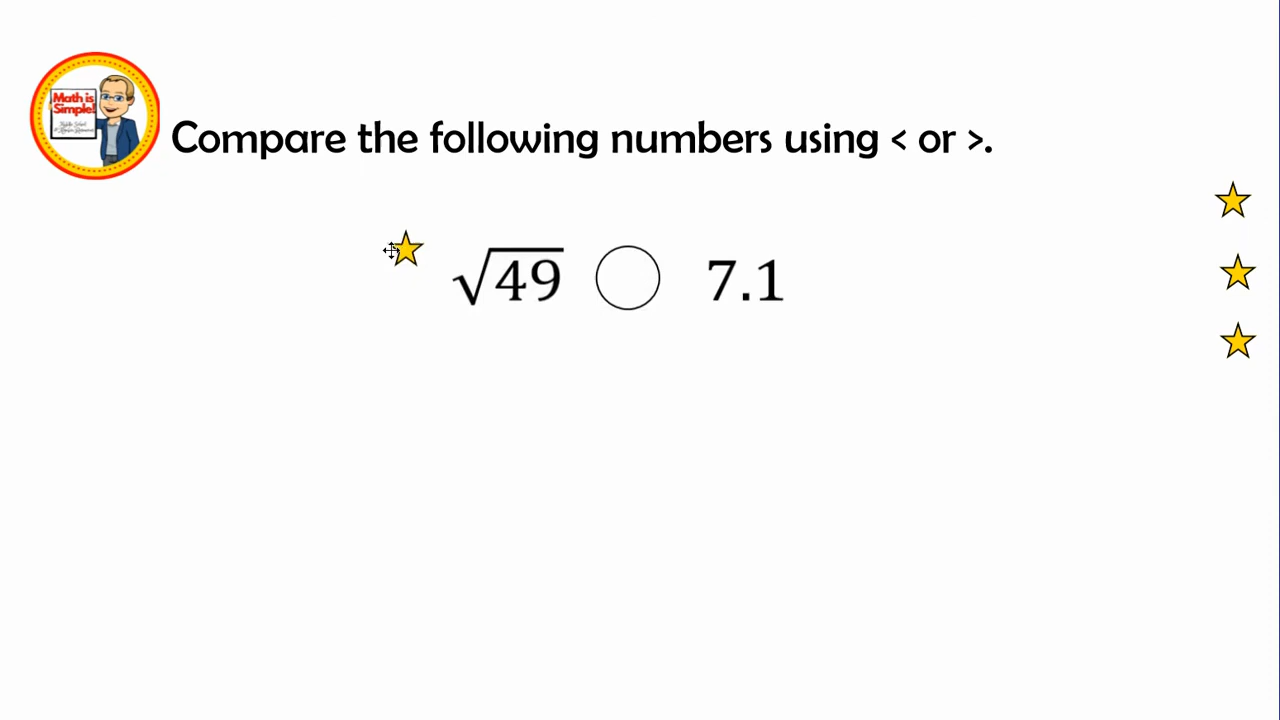 Math is
Simple!
Compare the following numbers using < or >.
√49 ○ 7.1